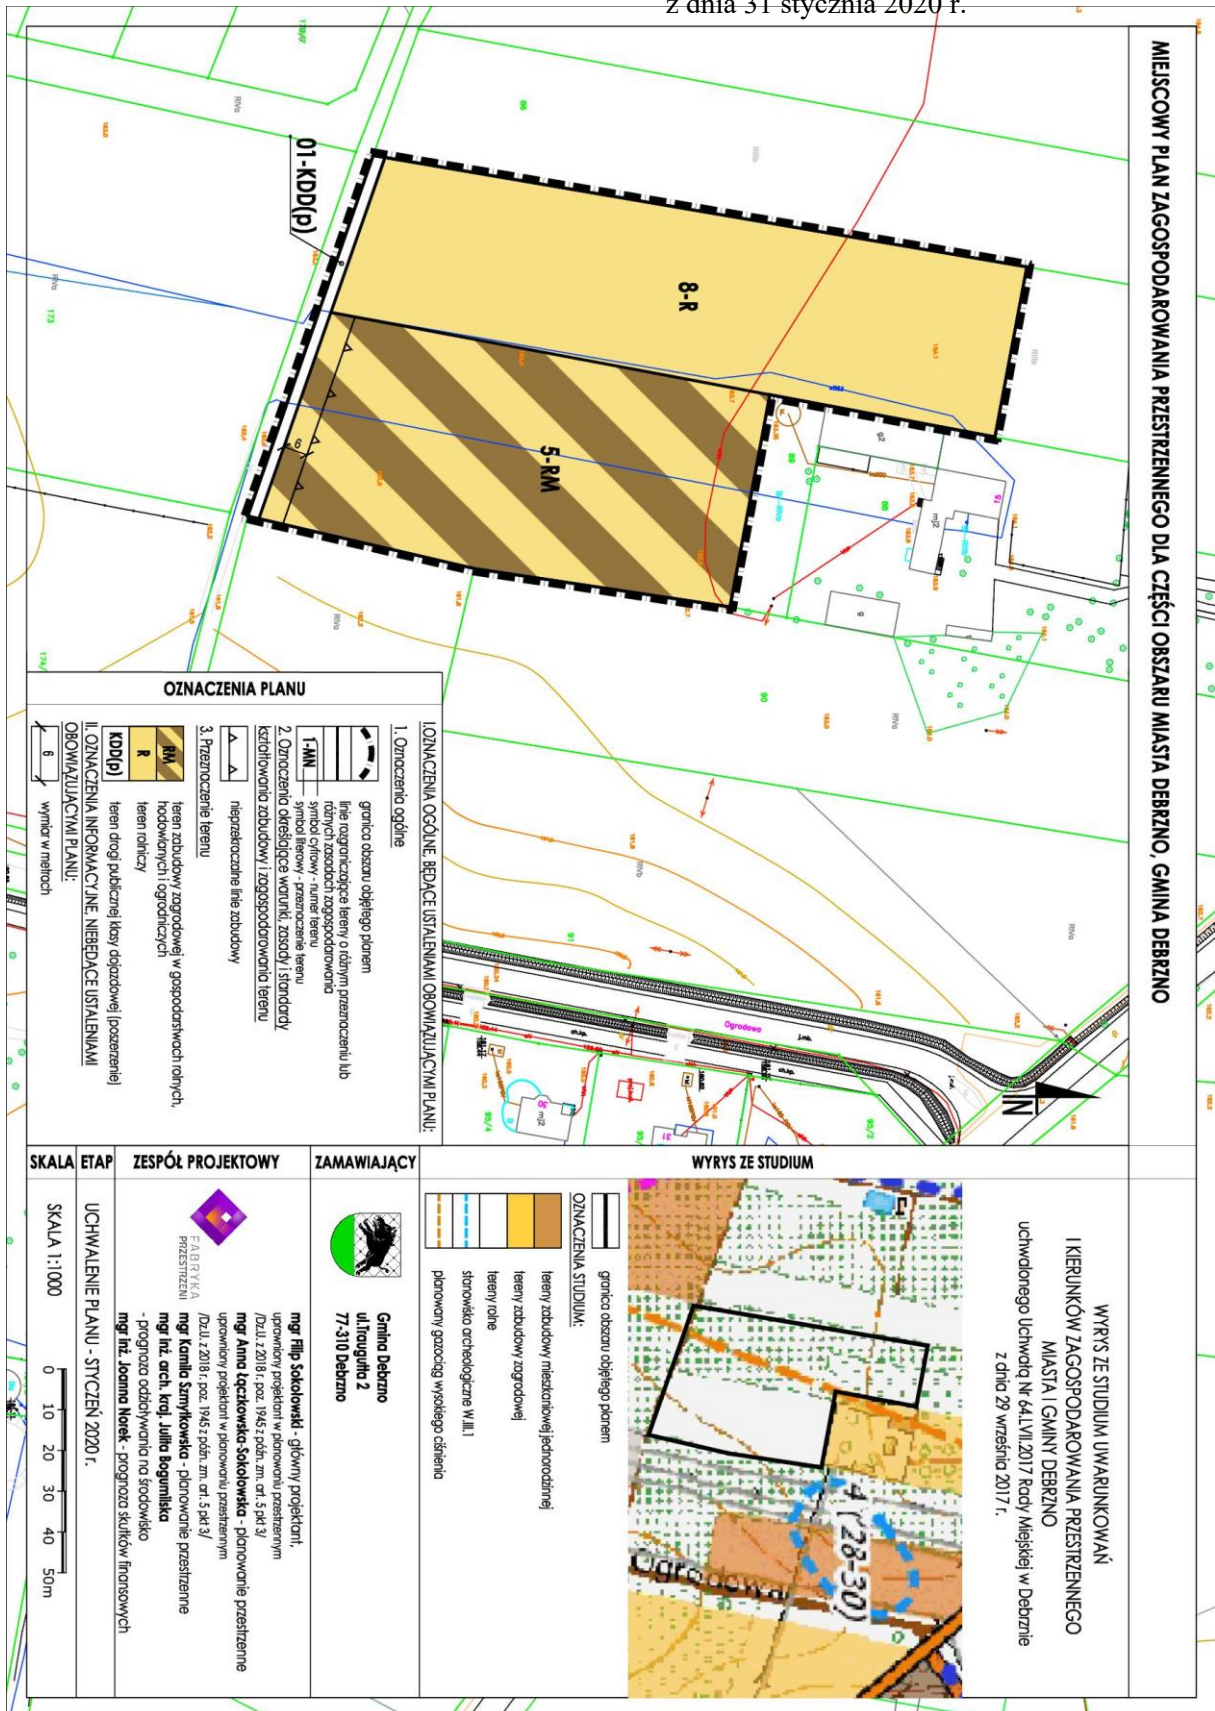 z dnia 31 stycznia 2020 r.
MIEJSCOWY PLAN ZAGOSPODAROWANIA PRZESTRZENNEGO DLA CZĘŚCI OBSZARU MIASTA DEBRZNO, GMINA DEBRZNO
01-KDD(p)
8-R
5-RM
6
173
88
89
90
91
95/4
95/2
RIVa
RIVb
Ogrodowa
N
OZNACZENIA PLANU
I.OZNACZENIA OGÓLNE, BĘDĄCE USTALENIAMI OBOWIĄZUJĄCYMI PLANU:
1. Oznaczenia ogólne
granica obszaru objętego planem
linie rozgraniczające tereny o różnym przeznaczeniu lub
różnych zasadach zagospodarowania
1-MN
symbol cyfrowy - numer terenu
symbol literowy - przeznaczenie terenu
2. Oznaczenia określające warunki, zasady i standardy
kształtowania zabudowy i zagospodarowania terenu
nieprzekraczalne linie zabudowy
3. Przeznaczenie terenu
RM
teren zabudowy zagrodowej w gospodarstwach rolnych,
hodowlanych i ogrodniczych
R
teren rolniczy
KDD(p)
teren drogi publicznej klasy dojazdowej (poszerzenie)
II. OZNACZENIA INFORMACYJNE, NIEBĘDĄCE USTALENIAMI
OBOWIĄZUJĄCYMI PLANU:
6
wymiar w metrach
WYRYS ZE STUDIUM
WYRYS ZE STUDIUM UWARUNKOWAŃ
I KIERUNKÓW ZAGOSPODAROWANIA PRZESTRZENNEGO
MIASTA I GMINY DEBRZNO
uchwalonego Uchwałą Nr 64.LVII.2017 Rady Miejskiej w Debrznie
z dnia 29 września 2017 r.
4 (28-30)
Ogrodowa
granica obszaru objętego planem
OZNACZENIA STUDIUM:
tereny zabudowy mieszkaniowej jednorodzinnej
tereny zabudowy zagrodowej
tereny rolne
stanowisko archeologiczne W.III.1
planowany gazociąg wysokiego ciśnienia
ZAMAWIAJĄCY
Gmina Debrzno
ul.Traugutta 2
77-310 Debrzno
ZESPÓŁ PROJEKTOWY
FABRYKA
PRZESTRZENI
mgr Filip Sokołowski - główny projektant,
uprawniony projektant w planowaniu przestrzennym
/Dz.U. z 2018 r. poz. 1945 z późn. zm. art. 5 pkt 3/
mgr Anna Łączkowska-Sokołowska - planowanie przestrzenne
uprawniony projektant w planowaniu przestrzennym
/Dz.U. z 2018 r. poz. 1945 z późn. zm. art. 5 pkt 3/
mgr Kamila Szmytkowska - planowanie przestrzenne
mgr inż. arch. kraj. Julita Bogumilska
- prognoza oddziaływania na środowisko
mgr inż. Joanna Norek - prognoza skutków finansowych
ETAP
UCHWALENIE PLANU - STYCZEŃ 2020 r.
SKALA
SKALA 1:1000
0 10 20 30 40 50m